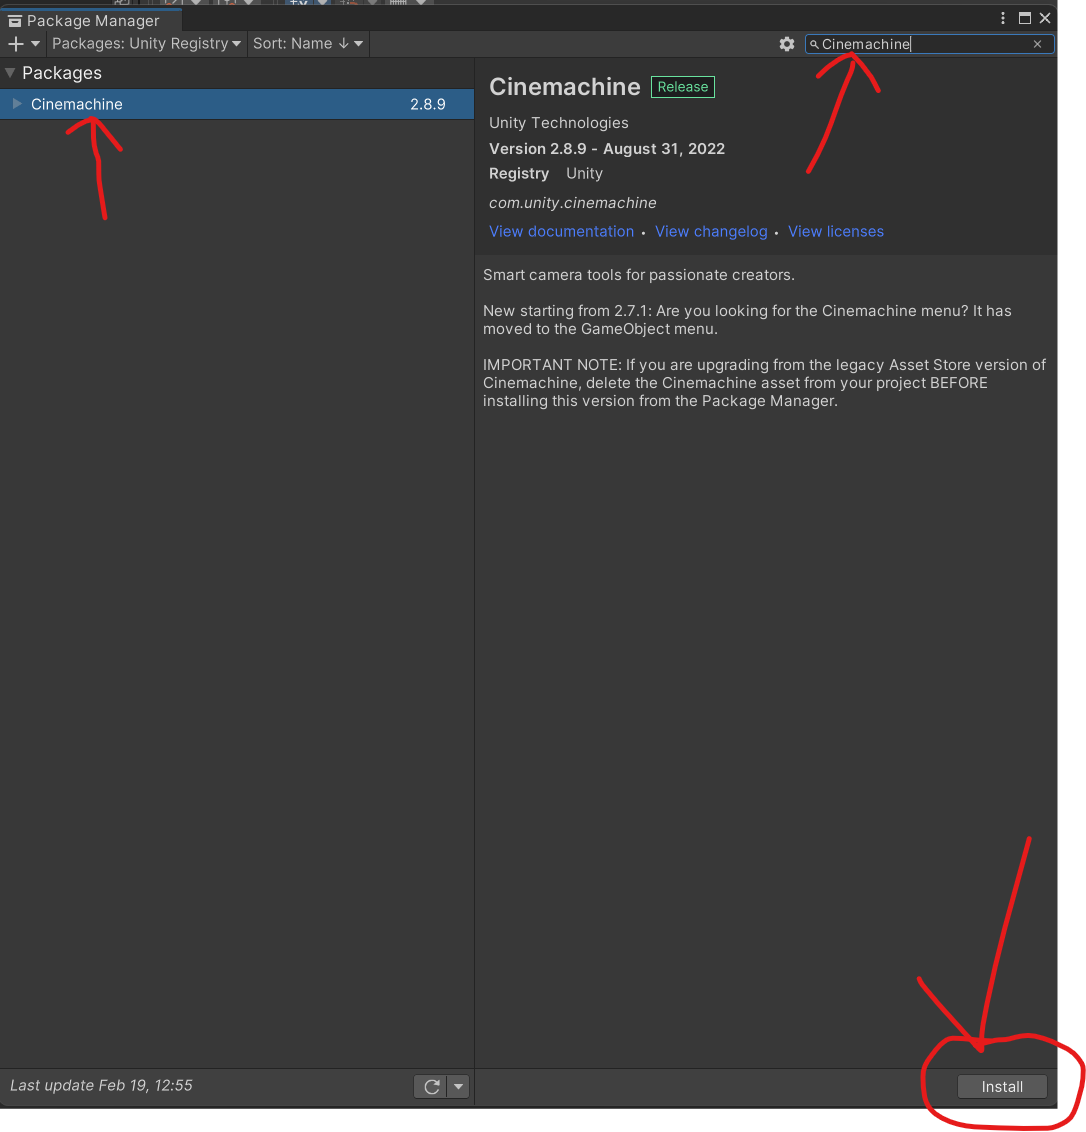 Package Manager
Packages: Unity Registry Sort: Name ↓ Cinemachine
Packages
Cinemachine 2.8.9
Cinemachine Release
Unity Technologies
Version 2.8.9 - August 31, 2022
Registry Unity
com.unity.cinemachine
View documentation • View changelog • View licenses
Smart camera tools for passionate creators.
New starting from 2.7.1: Are you looking for the Cinemachine menu? It has
moved to the GameObject menu.
IMPORTANT NOTE: If you are upgrading from the legacy Asset Store version of
Cinemachine, delete the Cinemachine asset from your project BEFORE
installing this version from the Package Manager.
Last update Feb 19, 12:55
Install